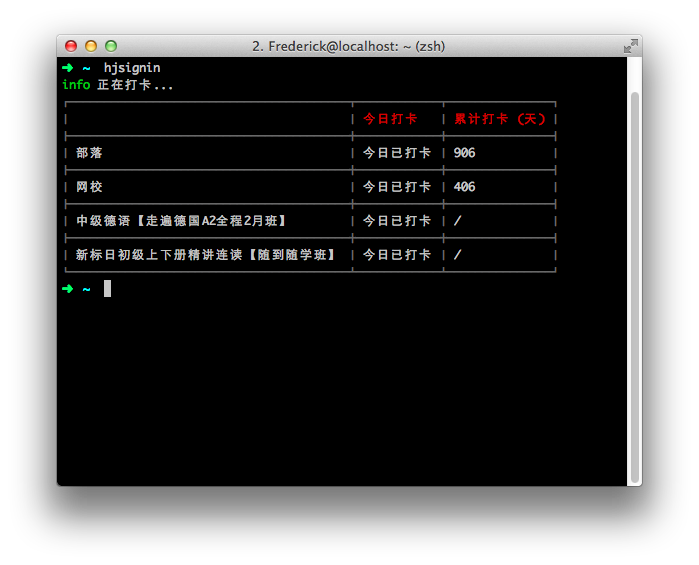 2. Frederick@localhost: ~ (zsh)
➜ ~ hjsignin
info 正在打卡...
今日打卡 累计打卡 (天)
部落 今日已打卡 906
网校 今日已打卡 406
中级德语【走遍德国A2全程2月班】 今日已打卡 /
新标日初级上下册精讲连读【随到随学班】 今日已打卡 /
➜ ~